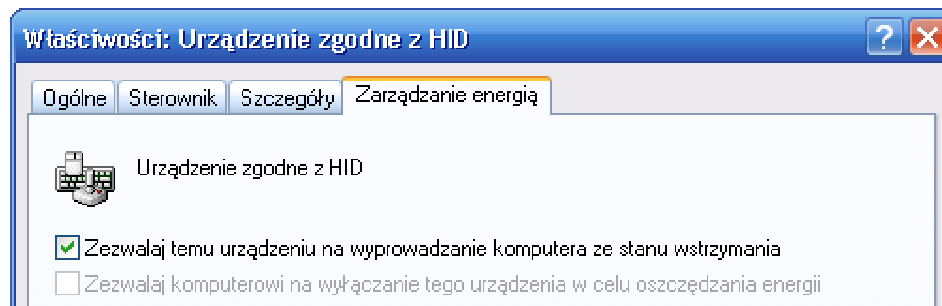 Właściwości: Urządzenie zgodne z HID
Ogólne Sterownik Szczegóły Zarządzanie energią
Urządzenie zgodne z HID
Zezwalaj temu urządzeniu na wyprowadzanie komputera ze stanu wstrzymania
Zezwalaj komputerowi na wyłączanie tego urządzenia w celu oszczędzania energii